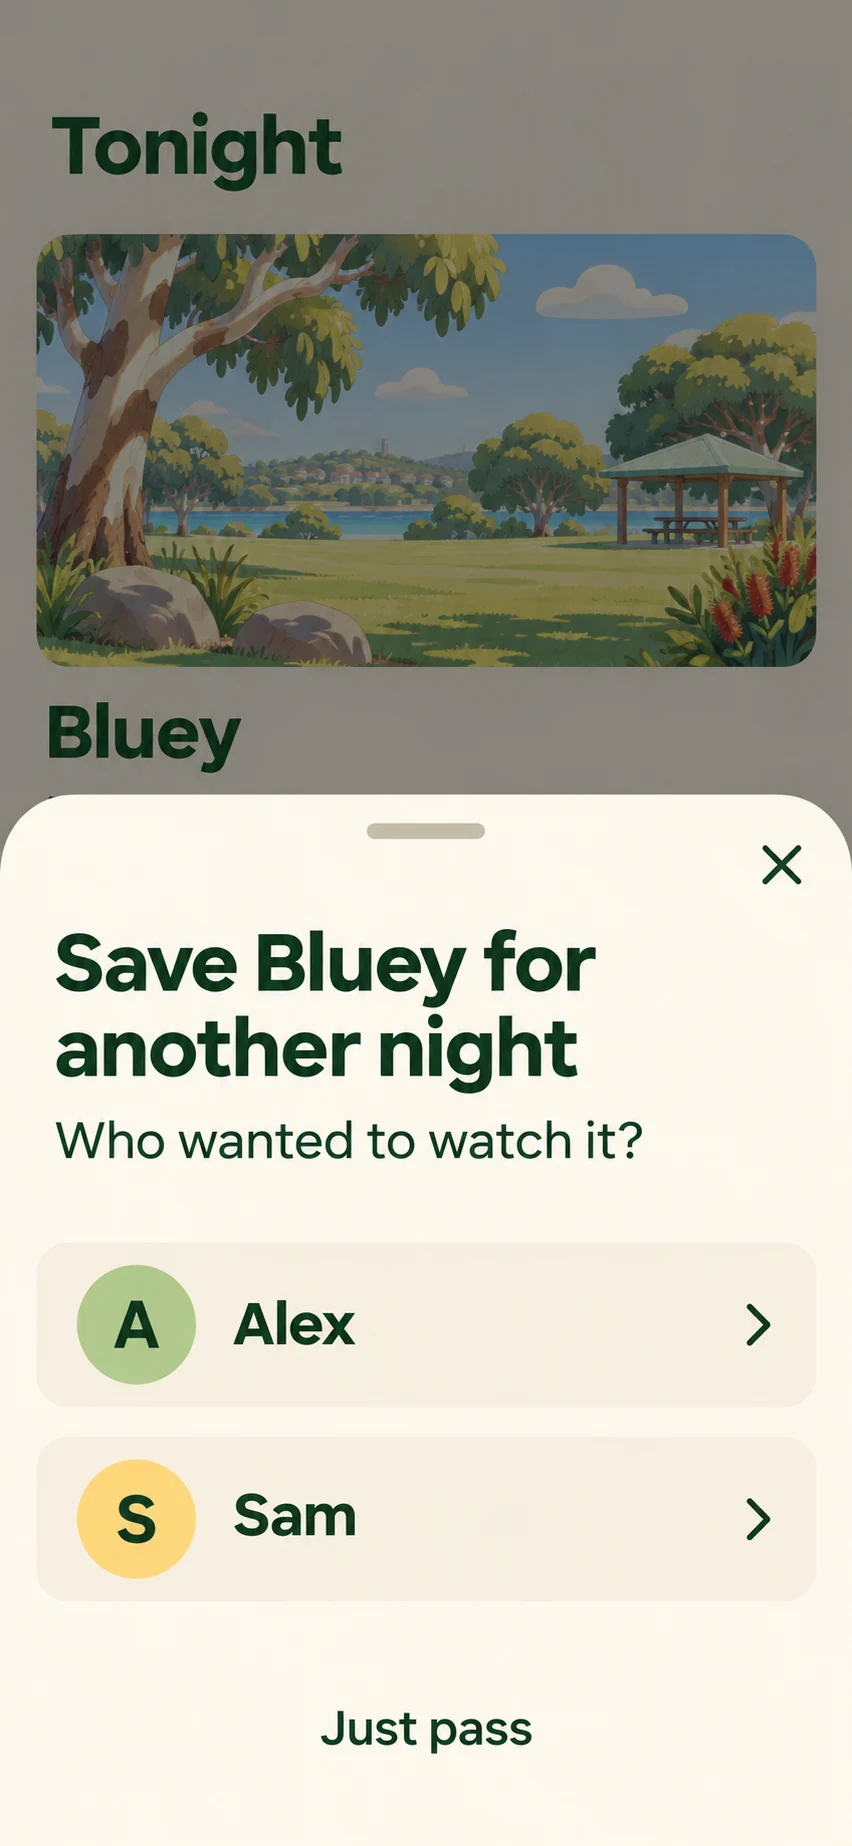 Tonight
Bluey
Save Bluey for
another night
Who wanted to watch it?
A
Alex
S
Sam
Just pass